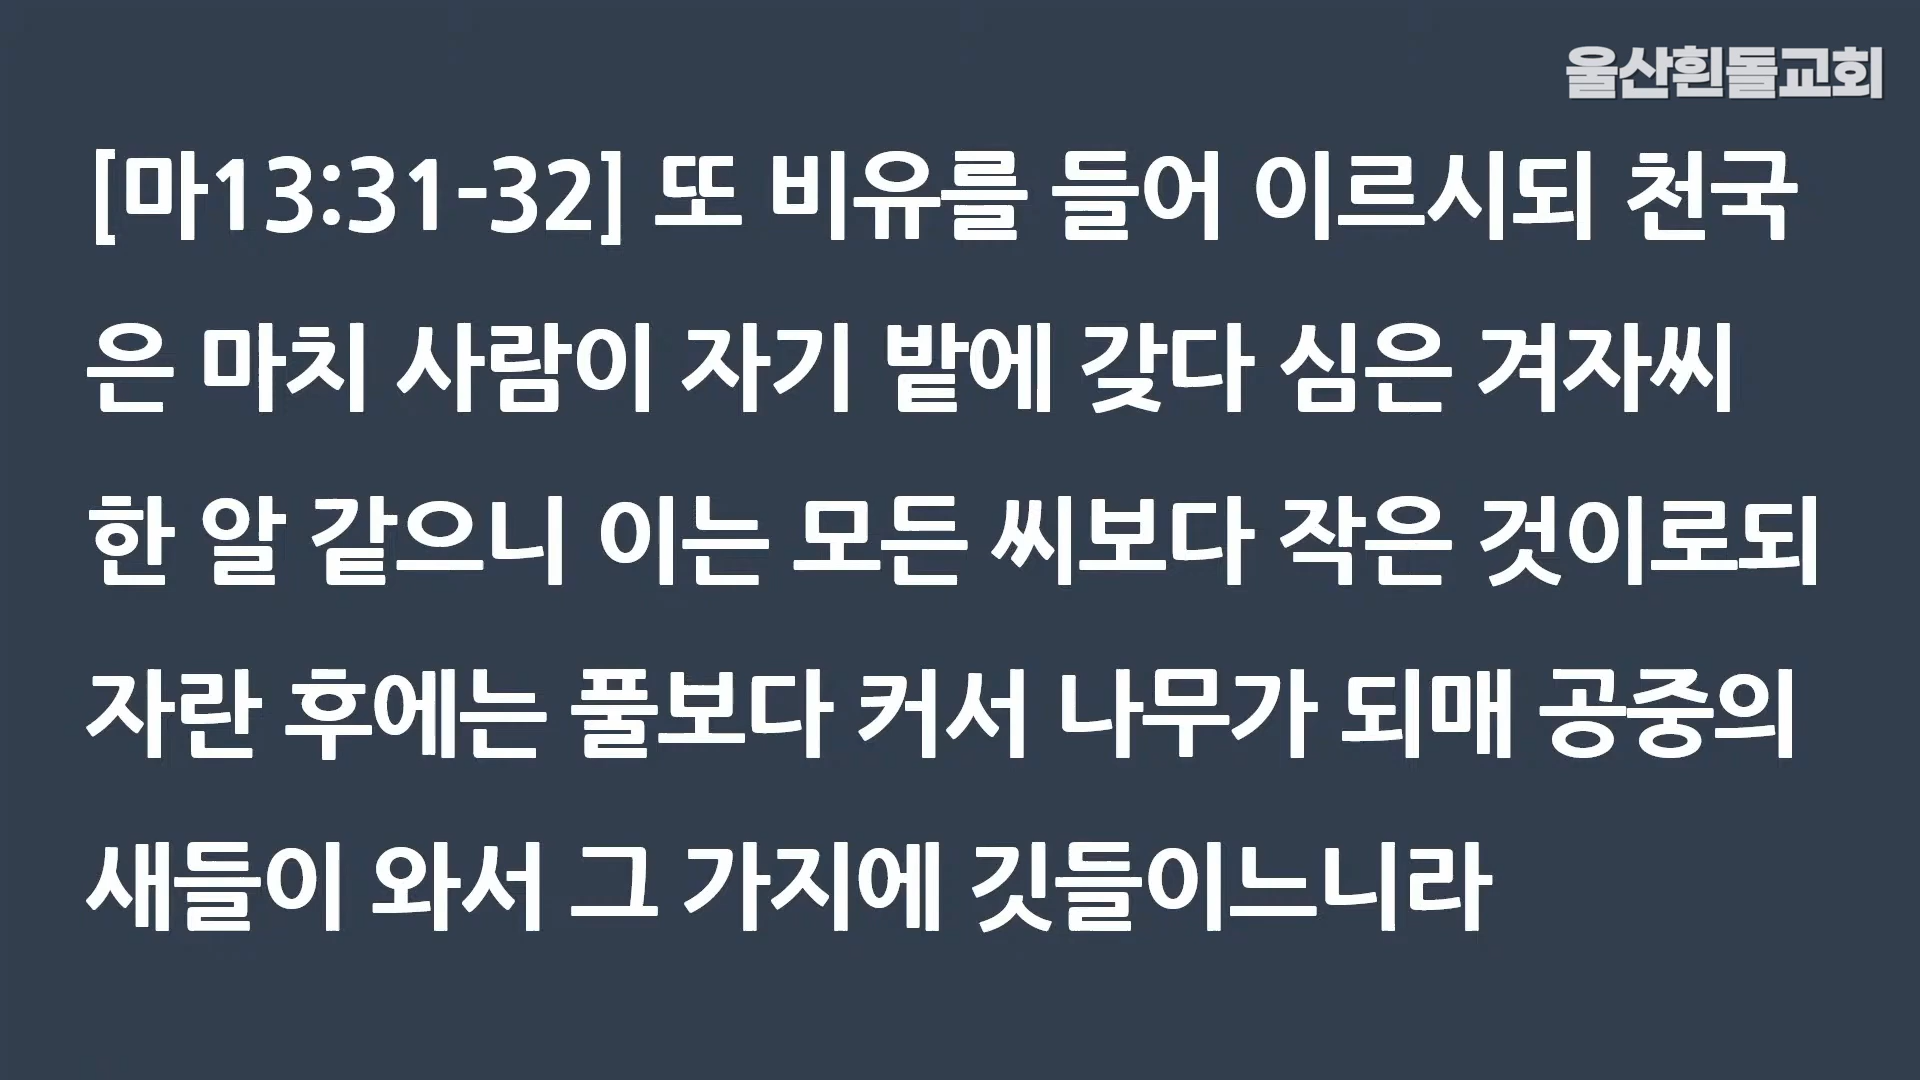 울산흰돌교회
[마13:31-32] 또 비유를 들어 이르시되 천국
은 마치 사람이 자기 밭에 갖다 심은 겨자씨
한 알 같으니 이는 모든 씨보다 작은 것이로되
자란 후에는 풀보다 커서 나무가 되매 공중의
새들이 와서 그 가지에 깃들이느니라